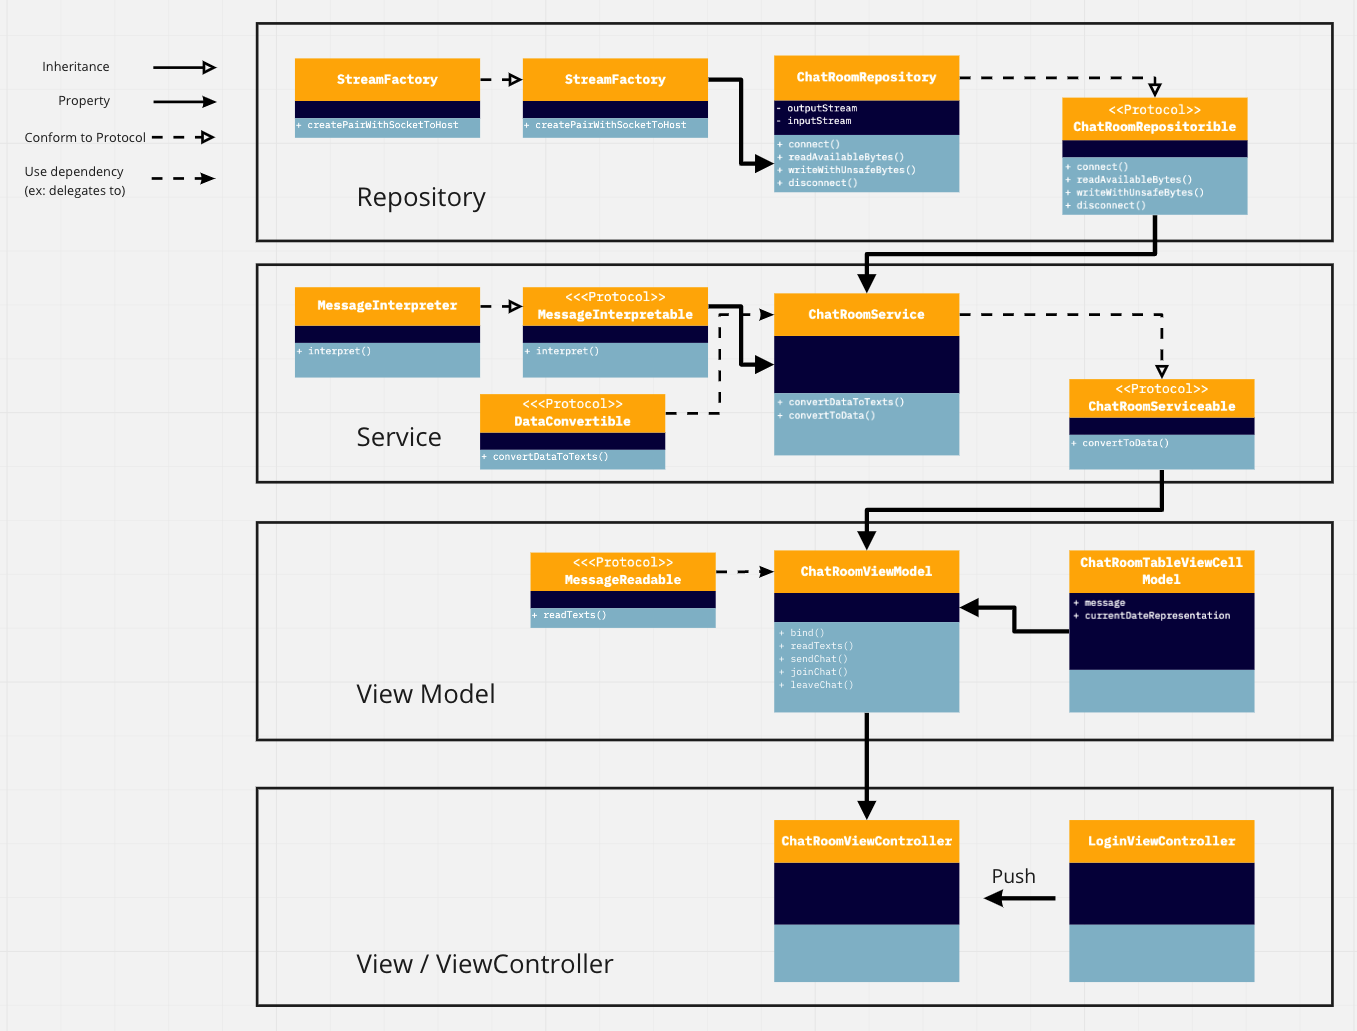 Inheritance
Property
Conform to Protocol
Use dependency
(ex: delegates to)
StreamFactory
+ createPairWithSocketToHost
StreamFactory
+ createPairWithSocketToHost
ChatRoomRepository
- outputStream
- inputStream
+ connect()
+ readAvailableBytes()
+ writeWithUnsafeBytes()
+ disconnect()
<<Protocol>>
ChatRoomRepositorible
+ connect()
+ readAvailableBytes()
+ writeWithUnsafeBytes()
+ disconnect()
Repository
MessageInterpreter
+ interpret()
<<<Protocol>>
MessageInterpretable
+ interpret()
<<<Protocol>>
DataConvertible
+ convertDataToTexts()
ChatRoomService
+ convertDataToTexts()
+ convertToData()
<<Protocol>>
ChatRoomServiceable
+ convertToData()
Service
<<<Protocol>>
MessageReadable
+ readTexts()
ChatRoomViewModel
+ bind()
+ readTexts()
+ sendChat()
+ joinChat()
+ leaveChat()
ChatRoomTableViewCell
Model
+ message
+ currentDateRepresentation
View Model
ChatRoomViewController
Push
LoginViewController
View / ViewController